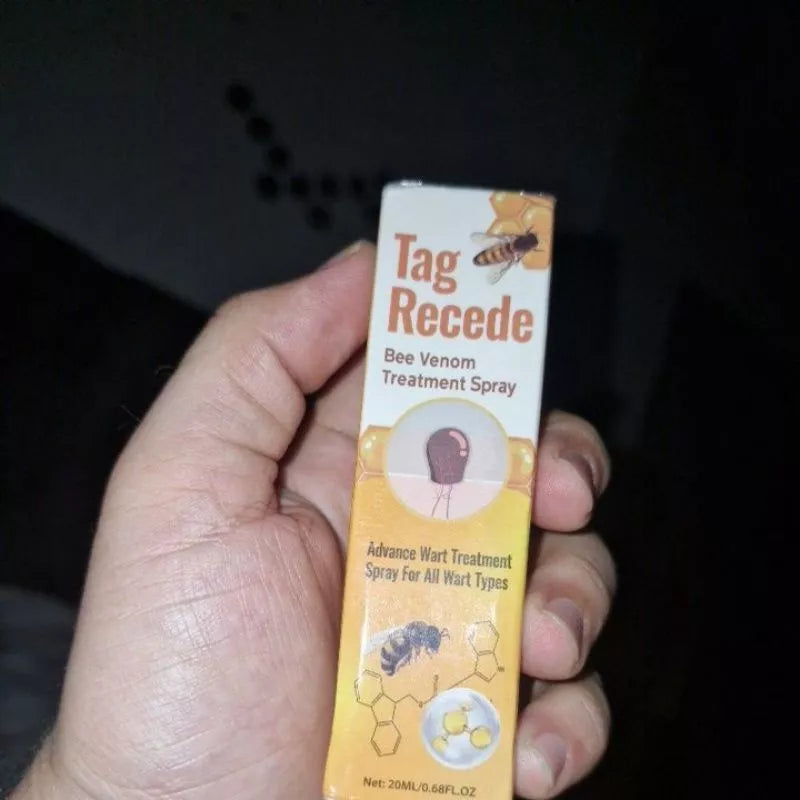 Tag
Recede
Bee Venom
Treatment Spray
Advance Wart Treatment
Spray For All Wart Types
Net: 20ML/0.68FL.OZ